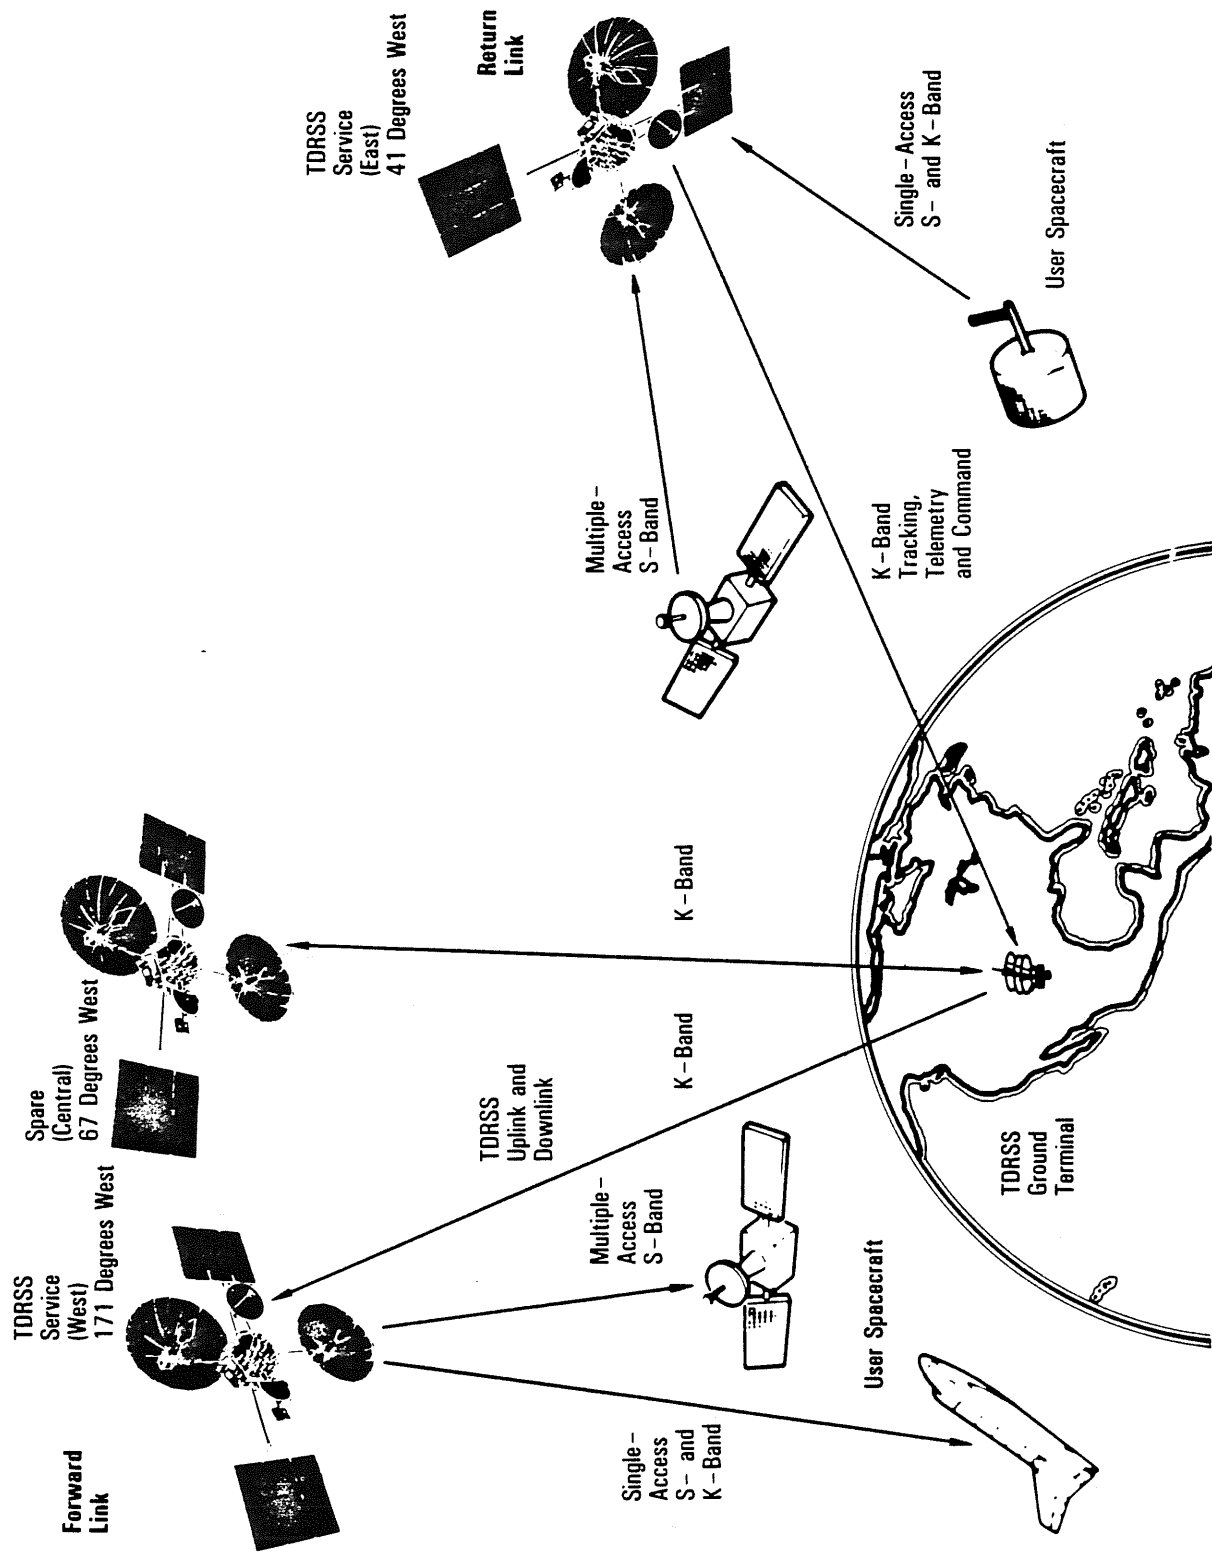 Forward
Link
TDRSS
Service
(West)
171 Degrees West
Spare
(Central)
67 Degrees West
TDRSS
Service
(East)
41 Degrees West
Return
Link
Single-
Access
S- and
K-Band
Multiple-
Access
S-Band
TDRSS
Uplink and
Downlink
K-Band
K-Band
Multiple-
Access
S-Band
Single-Access
S- and K-Band
User Spacecraft
K-Band
Tracking,
Telemetry
and Command
User Spacecraft
TDRSS
Ground
Terminal